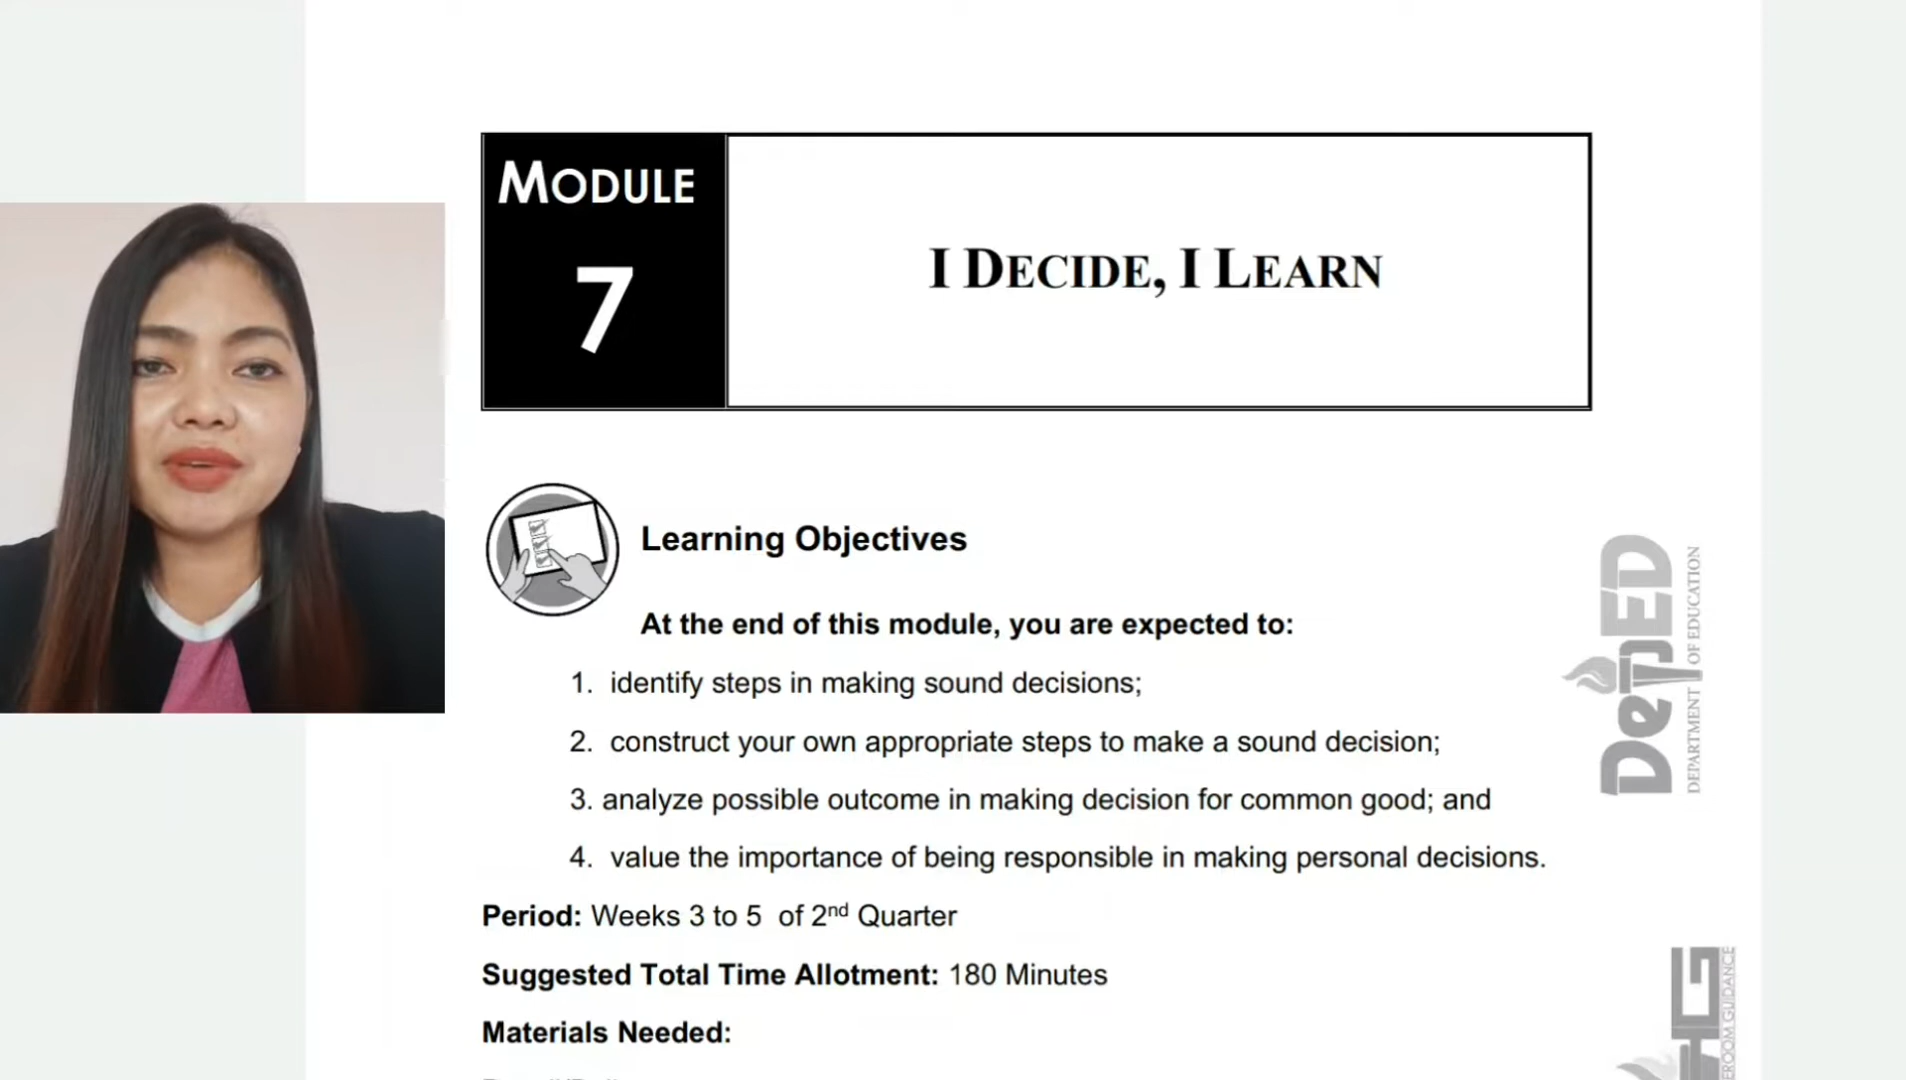 MODULE
7
I DECIDE, I LEARN
Learning Objectives
At the end of this module, you are expected to:
1. identify steps in making sound decisions;
2. construct your own appropriate steps to make a sound decision;
3. analyze possible outcome in making decision for common good; and
4. value the importance of being responsible in making personal decisions.
Period: Weeks 3 to 5 of 2nd Quarter
Suggested Total Time Allotment: 180 Minutes
Materials Needed:
DepED
DEPARTMENT OF EDUCATION